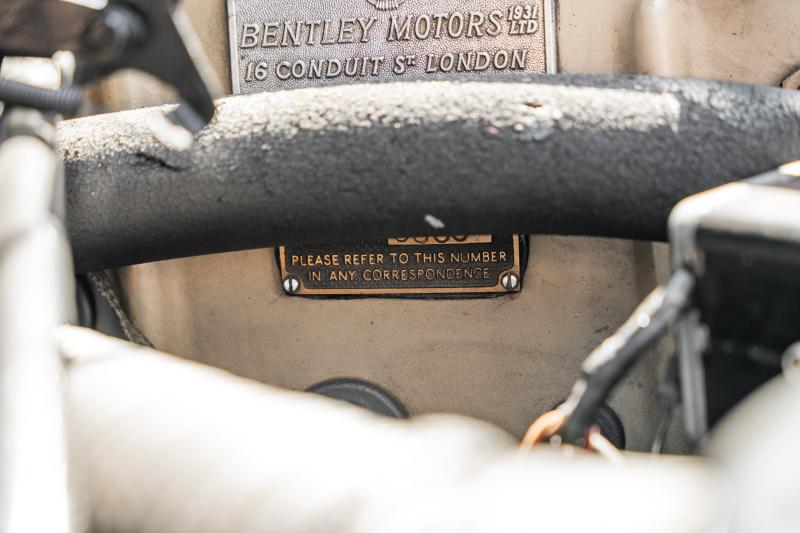 BENTLEY MOTORS 1931 LTD
16 CONDUIT ST LONDON
PLEASE REFER TO THIS NUMBER
IN ANY CORRESPONDENCE